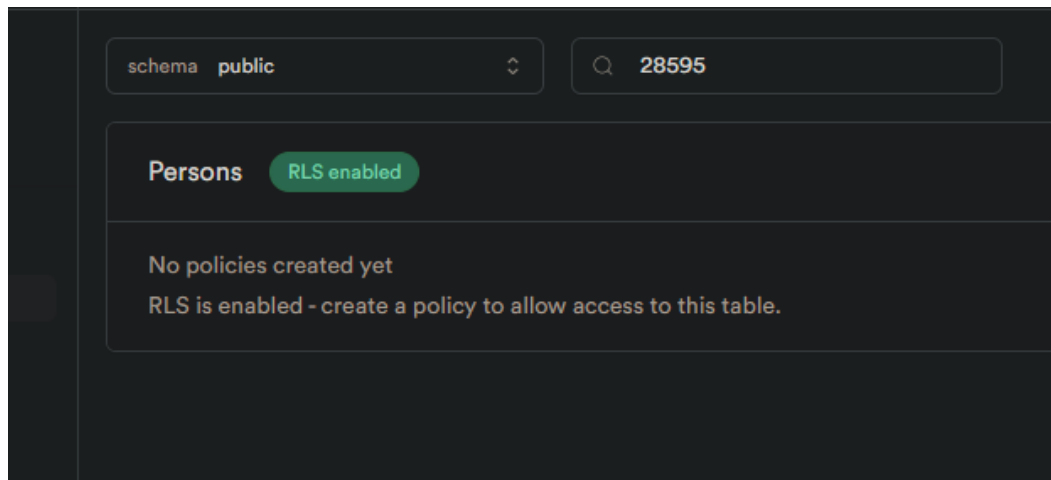 schema public
28595
Persons
RLS enabled
No policies created yet
RLS is enabled - create a policy to allow access to this table.